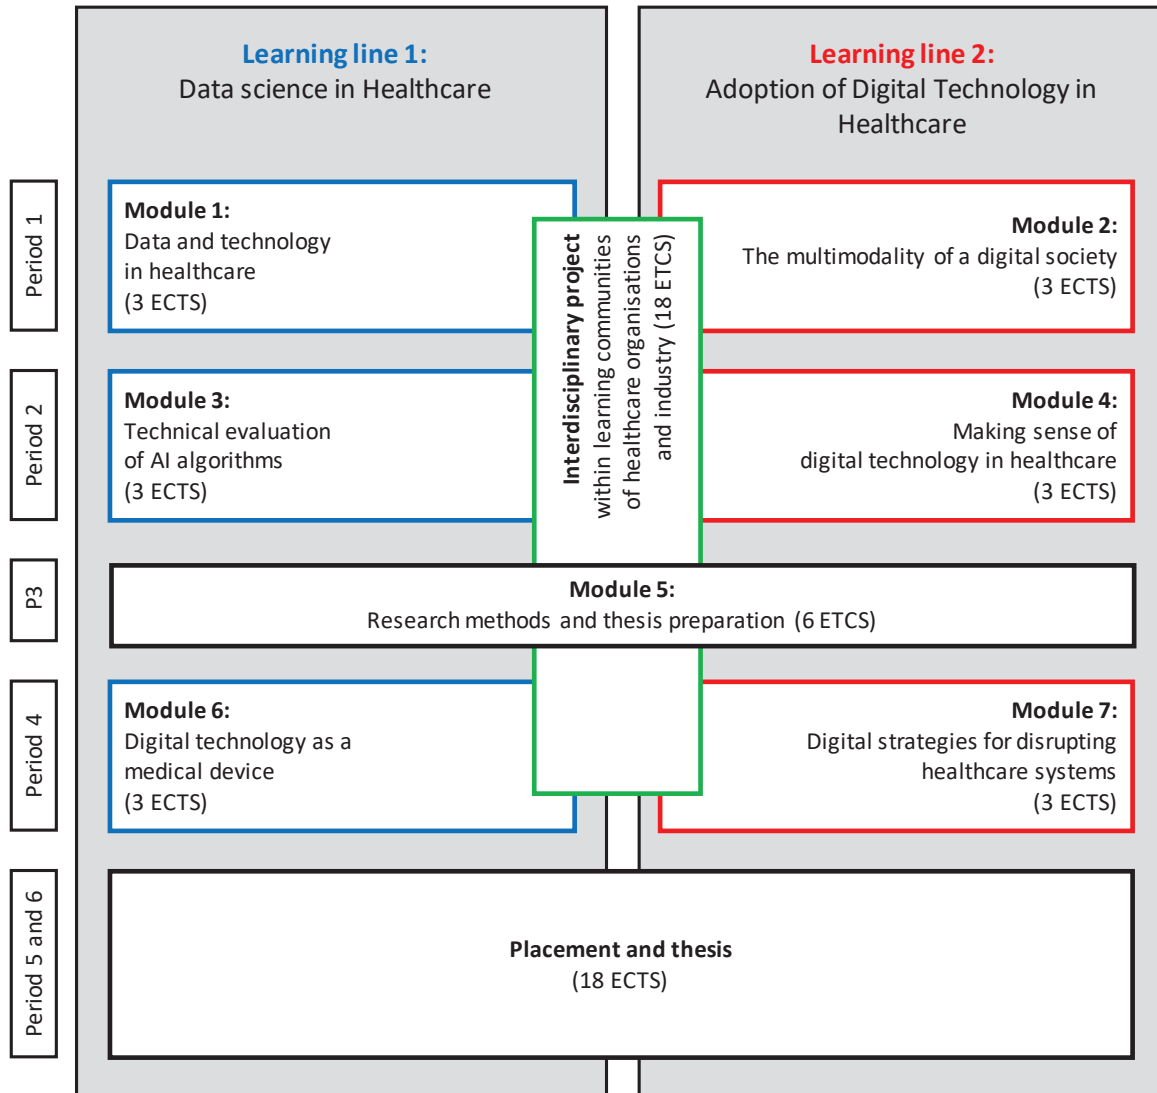 Learning line 1:
Data science in Healthcare
Learning line 2:
Adoption of Digital Technology in
Healthcare
Period 1
Module 1:
Data and technology
in healthcare
(3 ECTS)
Interdisciplinary project
within learning communities
of healthcare organisations
and industry (18 ETCS)
Module 2:
The multimodality of a digital society
(3 ECTS)
Period 2
Module 3:
Technical evaluation
of AI algorithms
(3 ECTS)
Module 4:
Making sense of
digital technology in healthcare
(3 ECTS)
P3
Module 5:
Research methods and thesis preparation (6 ETCS)
Period 4
Module 6:
Digital technology as a
medical device
(3 ECTS)
Module 7:
Digital strategies for disrupting
healthcare systems
(3 ECTS)
Period 5 and 6
Placement and thesis
(18 ECTS)